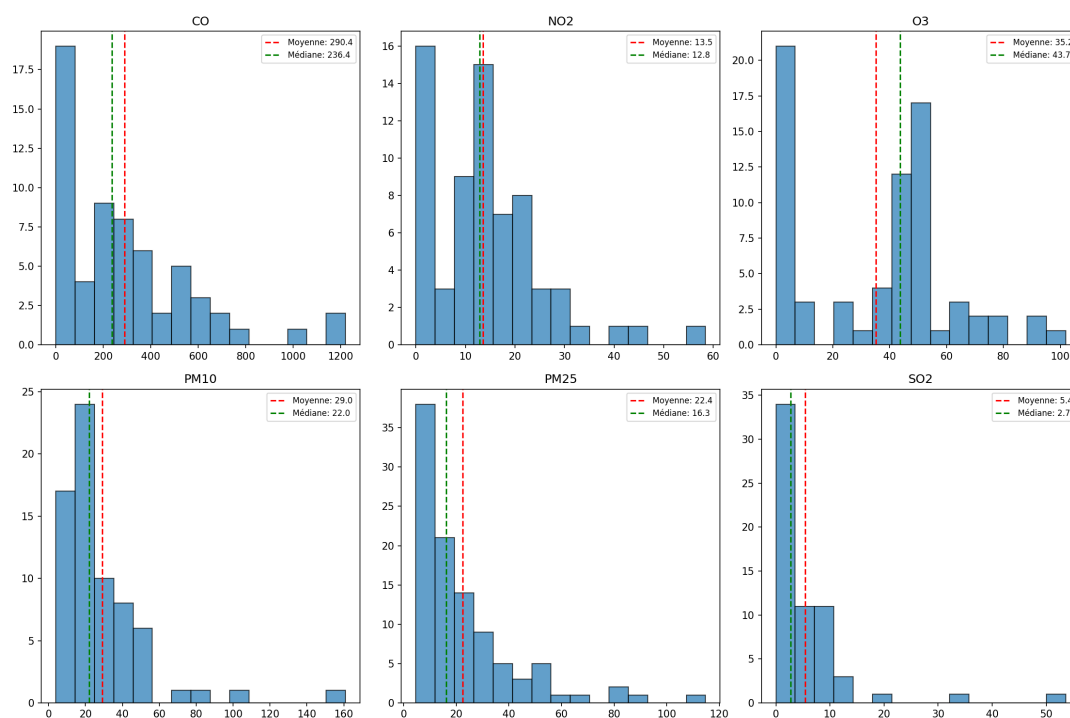 CO
Moyenne: 290.4
Médiane: 236.4
17.5
15.0
12.5
10.0
7.5
5.0
2.5
0.0
0 200 400 600 800 1000 1200
NO2
Moyenne: 13.5
Médiane: 12.8
16
14
12
10
8
6
4
2
0
0 10 20 30 40 50 60
O3
Moyenne: 35.2
Médiane: 43.7
20.0
17.5
15.0
12.5
10.0
7.5
5.0
2.5
0.0
0 20 40 60 80 100
PM10
Moyenne: 29.0
Médiane: 22.0
25
20
15
10
5
0
0 20 40 60 80 100 120 140 160
PM25
Moyenne: 22.4
Médiane: 16.3
35
30
25
20
15
10
5
0
0 20 40 60 80 100 120
SO2
Moyenne: 5.4
Médiane: 2.7
35
30
25
20
15
10
5
0
0 10 20 30 40 50